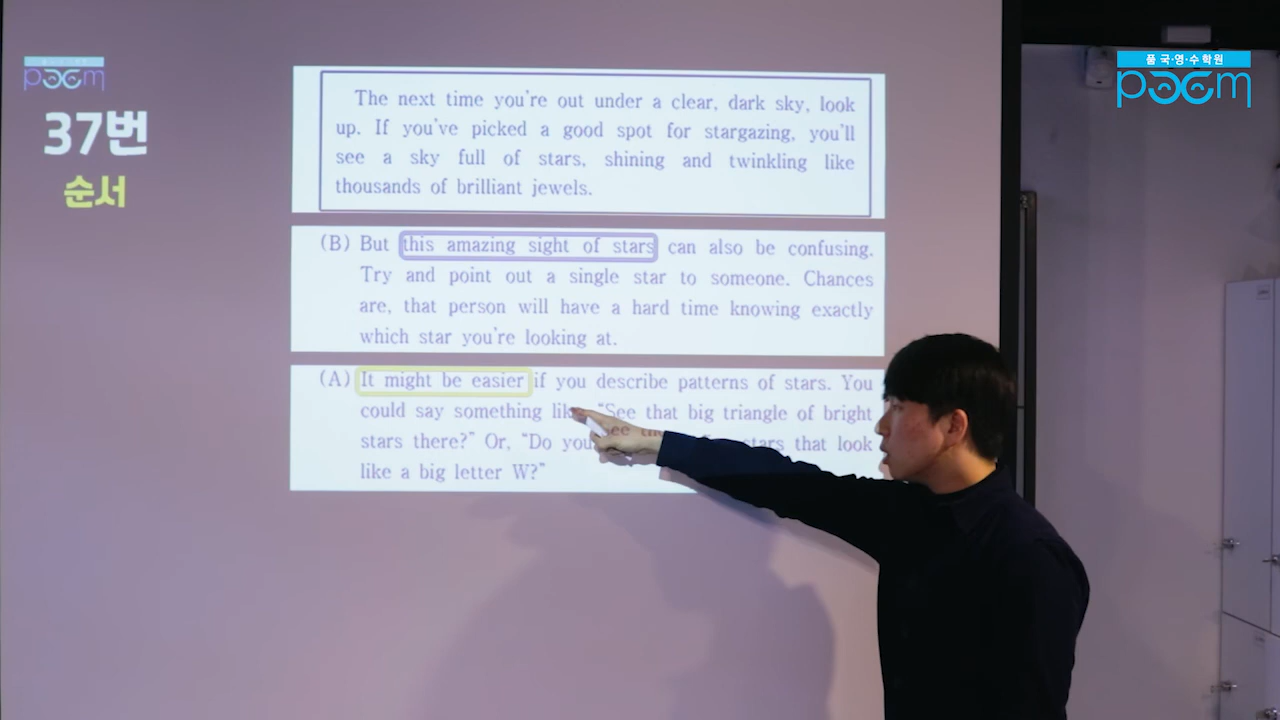 품 국·영·수학원
poem
37번
순서
The next time you're out under a clear, dark sky, look
up. If you've picked a good spot for stargazing, you'll
see a sky full of stars, shining and twinkling like
thousands of brilliant jewels.
(B) But this amazing sight of stars can also be confusing.
Try and point out a single star to someone. Chances
are, that person will have a hard time knowing exactly
which star you're looking at.
(A) It might be easier if you describe patterns of stars. You
could say something "See that big triangle of bright
stars there?" Or, "Do you stars that look
like a big letter W?"